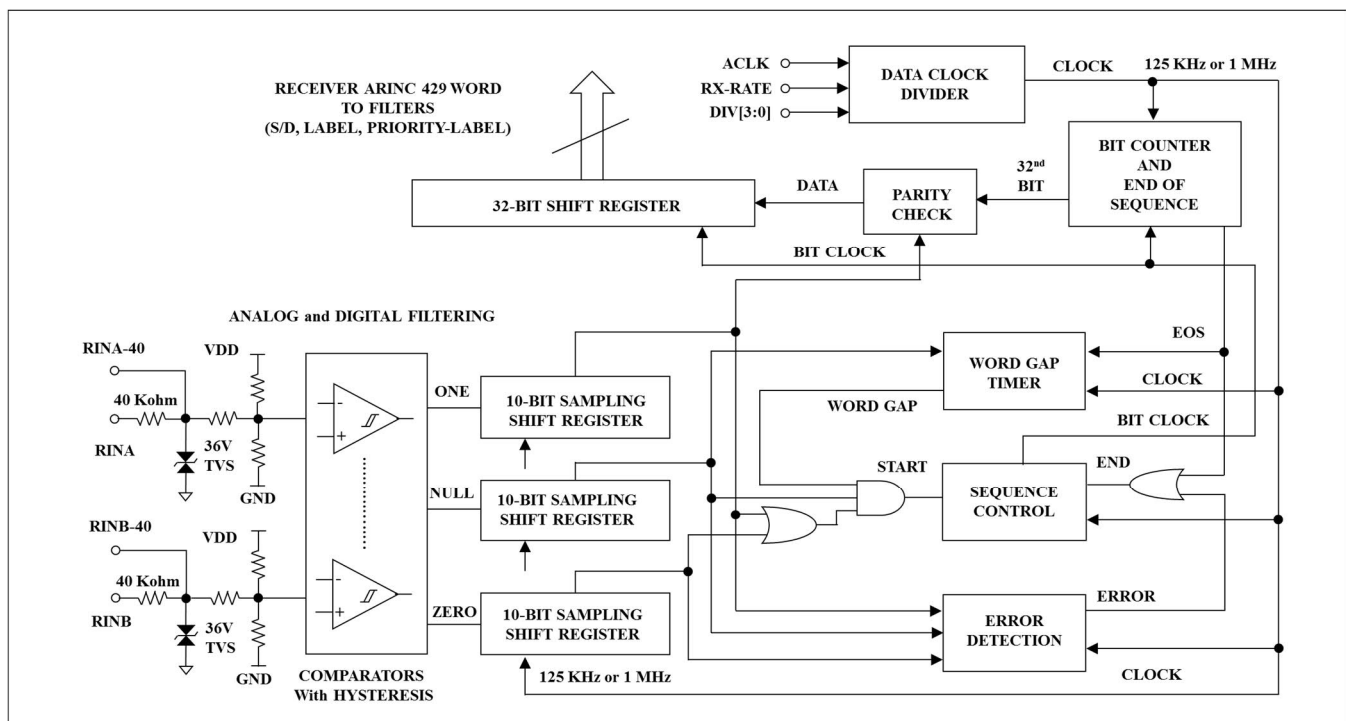 RECEIVER ARINC 429 WORD
TO FILTERS
(S/D, LABEL, PRIORITY-LABEL)
ACLK
RX-RATE
DIV[3:0]
DATA CLOCK
DIVIDER
CLOCK
125 KHz or 1 MHz
BIT COUNTER
AND
END OF
SEQUENCE
32nd
BIT
PARITY
CHECK
DATA
32-BIT SHIFT REGISTER
BIT CLOCK
ANALOG and DIGITAL FILTERING
RINA-40
VDD
40 Kohm
RINA
36V
TVS
GND
-
+
ONE
10-BIT SAMPLING
SHIFT REGISTER
NULL
10-BIT SAMPLING
SHIFT REGISTER
RINB-40
VDD
40 Kohm
RINB
36V
TVS
GND
-
+
ZERO
10-BIT SAMPLING
SHIFT REGISTER
COMPARATORS
With HYSTERESIS
125 KHz or 1 MHz
WORD GAP
TIMER
EOS
CLOCK
WORD GAP
BIT CLOCK
START
SEQUENCE
CONTROL
END
ERROR
DETECTION
ERROR
CLOCK